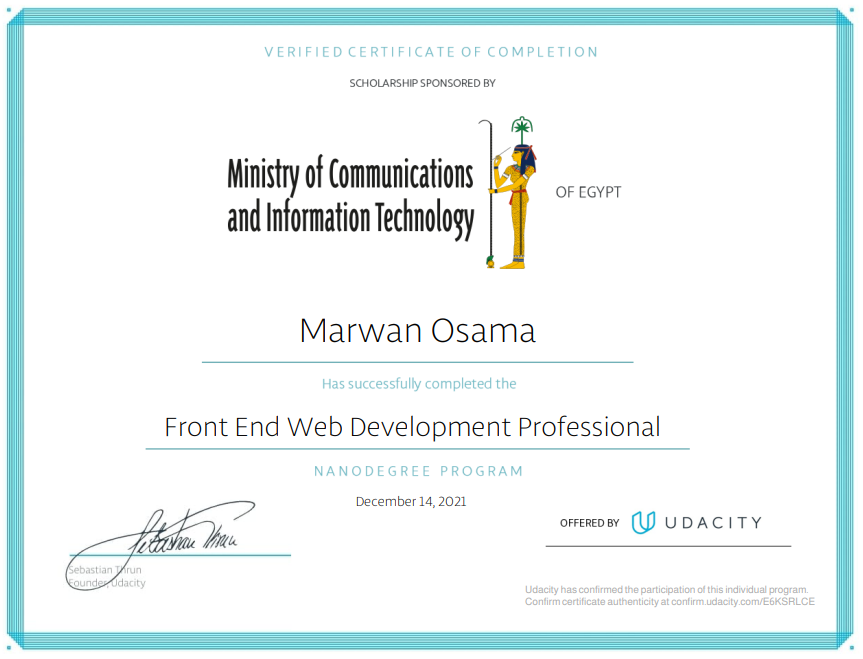 VERIFIED CERTIFICATE OF COMPLETION
SCHOLARSHIP SPONSORED BY
Ministry of Communications
and Information Technology
OF EGYPT
Marwan Osama
Has successfully completed the
Front End Web Development Professional
NANODEGREE PROGRAM
December 14, 2021
Sebastian Thrun
Sebastian Thrun
Founder, Udacity
OFFERED BY UDACITY
Udacity has confirmed the participation of this individual program.
Confirm certificate authenticity at confirm.udacity.com/E6KSRLCE